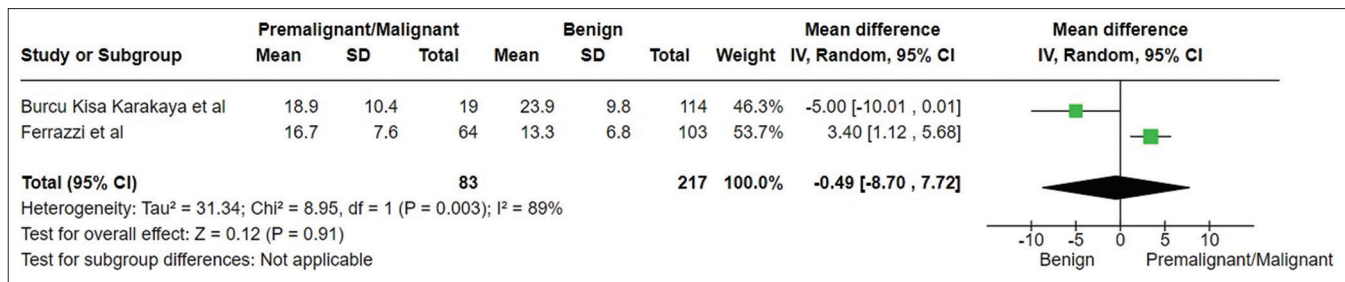 Premalignant/Malignant Benign Mean difference Mean difference
Study or Subgroup Mean SD Total Mean SD Total Weight IV, Random, 95% CI IV, Random, 95% CI
Burcu Kisa Karakaya et al 18.9 10.4 19 23.9 9.8 114 46.3% -5.00 [-10.01 , 0.01]
Ferrazzi et al 16.7 7.6 64 13.3 6.8 103 53.7% 3.40 [1.12 , 5.68]
Total (95% CI) 83 217 100.0% -0.49 [-8.70 , 7.72]
Heterogeneity: Tau² = 31.34; Chi² = 8.95, df = 1 (P = 0.003); I² = 89%
Test for overall effect: Z = 0.12 (P = 0.91)
Test for subgroup differences: Not applicable
-10 -5 0 5 10
Benign Premalignant/Malignant